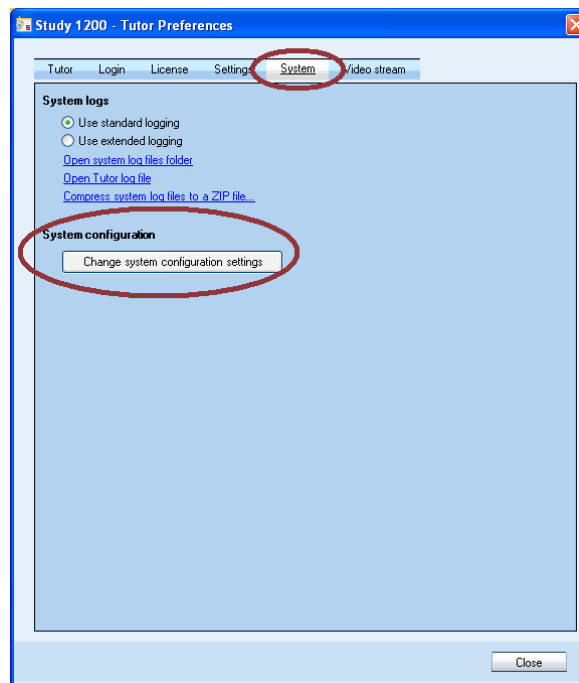 Study 1200 - Tutor Preferences
Tutor Login License Settings System Video stream
System logs
Use standard logging
Use extended logging
Open system log files folder
Open Tutor log file
Compress system log files to a ZIP file...
System configuration
Change system configuration settings
Close